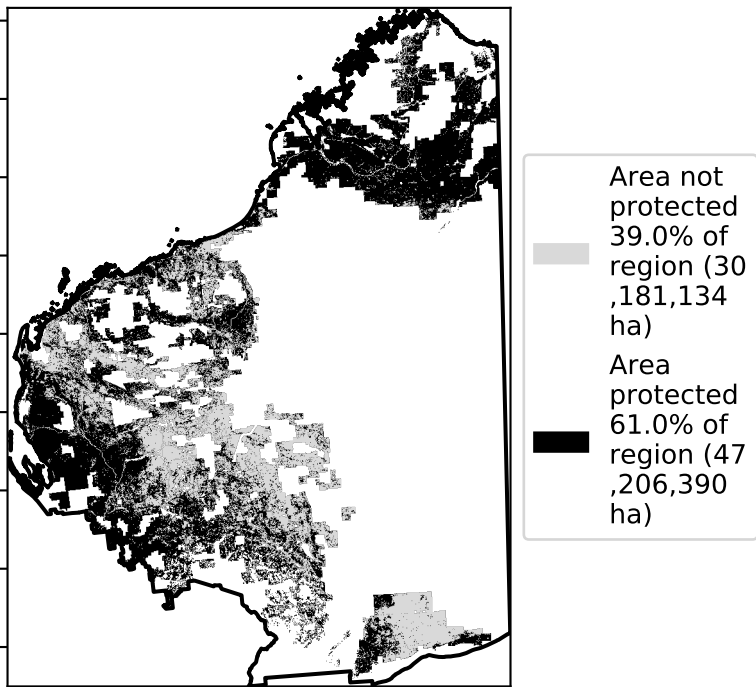 Area not
protected
39.0% of
region (30
,181,134
ha)
Area
protected
61.0% of
region (47
,206,390
ha)